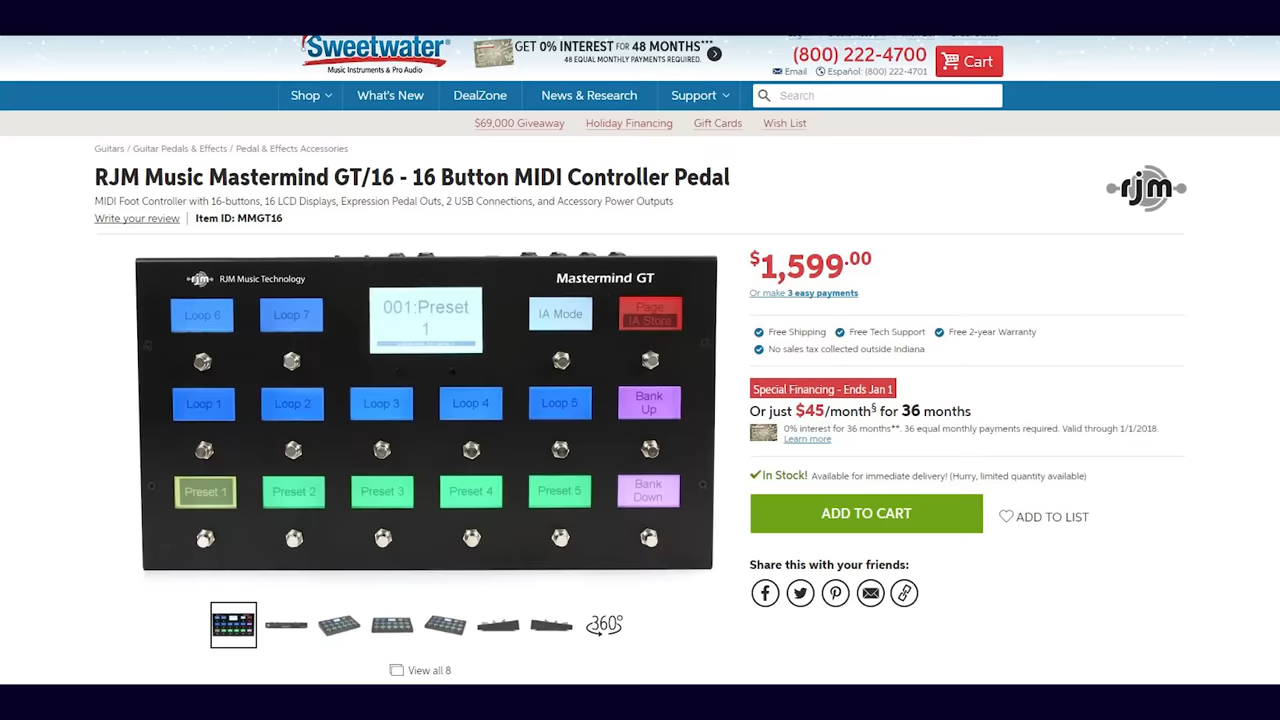 Sweetwater
Music Instruments & Pro Audio
GET 0% INTEREST FOR 48 MONTHS***
48 EQUAL MONTHLY PAYMENTS REQUIRED.
(800) 222-4700
Email
Español: (800) 222-4701
Cart
Shop
What's New
DealZone
News & Research
Support
Search
$69,000 Giveaway
Holiday Financing
Gift Cards
Wish List
Guitars / Guitar Pedals & Effects / Pedal & Effects Accessories
RJM Music Mastermind GT/16 - 16 Button MIDI Controller Pedal
MIDI Foot Controller with 16-buttons, 16 LCD Displays, Expression Pedal Outs, 2 USB Connections, and Accessory Power Outputs
Write your review
Item ID: MMGT16
rjm
rjm RJM Music Technology
Mastermind GT
Loop 6
Loop 7
001:Preset
1
IA Mode
Page
IA Store
Loop 1
Loop 2
Loop 3
Loop 4
Loop 5
Bank
Up
Preset 1
Preset 2
Preset 3
Preset 4
Preset 5
Bank
Down
360°
View all 8
$1,599.00
Or make 3 easy payments
Free Shipping
Free Tech Support
Free 2-year Warranty
No sales tax collected outside Indiana
Special Financing - Ends Jan 1
Or just $45/month§ for 36 months
0% interest for 36 months**. 36 equal monthly payments required. Valid through 1/1/2018.
Learn more
In Stock! Available for immediate delivery! (Hurry, limited quantity available)
ADD TO CART
ADD TO LIST
Share this with your friends: